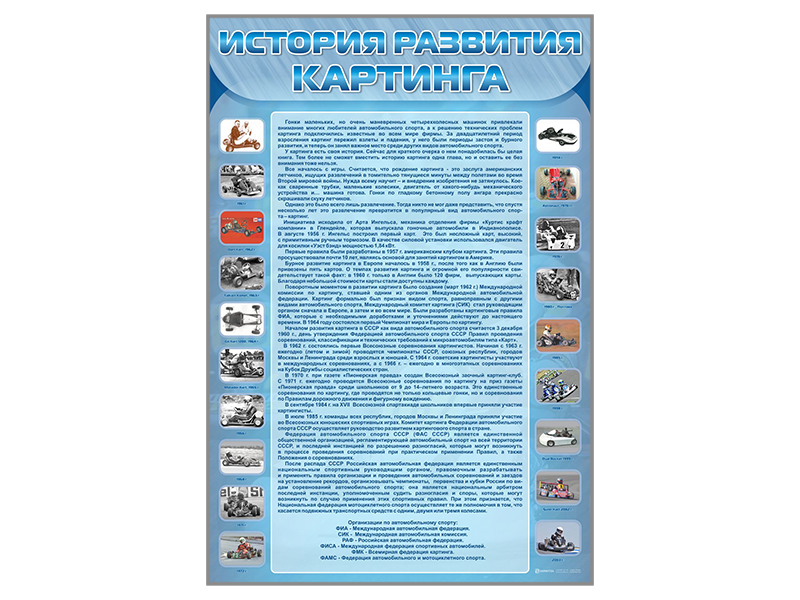 ИСТОРИЯ РАЗВИТИЯ
КАРТИНГА
Гонки маленьких, но очень маневренных четырехколесных машинок привлекали
внимание многих любителей автомобильного спорта, а к решению технических проблем
картинга подключились известные во всем мире фирмы. За двадцатилетний период
взросления картинг пережил взлеты и падения, у него были периоды застоя и бурного
развития, и теперь он занял важное место среди других видов автомобильного спорта.
У картинга есть своя история. Сейчас для краткого очерка о нем понадобилась бы целая
книга. Тем более не сможет вместить историю картинга одна глава, но и оставить ее без
внимания тоже нельзя.
Все началось с игры. Считается, что рождение картинга - это заслуга американских
летчиков, ищущих развлечений в томительно тянущиеся минуты между полетами во время
Второй мировой войны. Нужда всему научит – и внедрение изобретения не затянулось. Кое-
как сваренные трубки, маленькие колесики, двигатель от какого-нибудь механического
устройства и... машина готова. Гонки по гладкому бетонному полу ангара прекрасно
скрашивали скуку летчиков.
Однако это было всего лишь развлечение. Тогда никто не мог даже представить, что спустя
несколько лет это развлечение превратится в популярный вид автомобильного спор-
та – картинг.
Инициатива исходила от Арта Ингельса, механика отделения фирмы «Куртис крафт
компани» в Глендейле, которая выпускала гоночные автомобили в Индианополисе.
В августе 1956 г. Ингельс построил первый карт. Это был несложный карт, высокий,
с примитивным ручным тормозом. В качестве силовой установки использовался двигатель
для косилки «Уэст бэнд» мощностью 1,84 кВт.
Первые правила были разработаны в 1957 г. американским клубом картинга. Эти правила
просуществовали почти 10 лет, являясь основой для занятий картингом в Америке.
Бурное развитие картинга в Европе началось в 1958 г., после того как в Англию были
привезены пять картов. О темпах развития картинга и огромной его популярности сви-
детельствует такой факт: в 1960 г. только в Англии было 120 фирм, выпускающих карты.
Благодаря небольшой стоимости карты стали доступны каждому.
Поворотным моментом в развитии картинга было создание (март 1962 г.) Международной
комиссии по картингу, ставшей одним из органов Международной автомобильной
федерации. Картинг формально был признан видом спорта, равноправным с другими
видами автомобильного спорта. Международный комитет картинга (СИК) стал руководящим
органом сначала в Европе, а затем и во всем мире. Были разработаны картинговые правила
ФИА, которые с необходимыми доработками и уточнениями действуют до настоящего
времени. В 1964 году состоялся первый Чемпионат мира и Европы по картингу.
Началом развития картинга в СССР как вида автомобильного спорта считается 3 декабря
1960 г., день утверждения Федерацией автомобильного спорта СССР Правил проведения
соревнований, классификации и технических требований к микроавтомобилям типа «Карт».
В 1962 г. состоялись первые Всесоюзные соревнования картингистов. Начиная с 1963 г.
ежегодно (летом и зимой) проводятся чемпионаты СССР, союзных республик, городов
Москвы и Ленинграда среди взрослых и юношей. С 1964 г. советские картингисты участвуют
в международных соревнованиях, а с 1966 г. – ежегодно в многоэтапных соревнованиях
на Кубок Дружбы социалистических стран.
В 1970 г. при газете «Пионерская правда» создан Всесоюзный заочный картинг-клуб.
С 1971 г. ежегодно проводятся Всесоюзные соревнования по картингу на приз газеты
«Пионерская правда» среди школьников от 9 до 14-летнего возраста. Это единственные
соревнования по картингу, где проводятся не только кольцевые гонки, но и соревнования
по Правилам дорожного движения и фигурному вождению.
В сентябре 1984 г. на XVII Всесоюзной спартакиаде школьников впервые приняли участие
картингисты.
В июле 1985 г. команды всех республик, городов Москвы и Ленинграда приняли участие
во Всесоюзных юношеских спортивных играх. Комитет картинга Федерации автомобильного
спорта СССР осуществляет руководство развитием картингового спорта в стране.
Федерация автомобильного спорта СССР (ФАС СССР) является единственной
общественной организацией, регламентирующей автомобильный спорт на всей территории
СССР, и последней инстанцией по разрешению разногласий, которые могут возникнуть
в процессе проведения соревнований при практическом применении Правил, а также
Положения о соревнованиях.
После распада СССР Российская автомобильная федерация является единственным
национальным спортивным руководящим органом, правомочным разрабатывать
и применять правила организации и проведения автомобильных соревнований и заездов
на установление рекордов, организовывать чемпионаты, первенства и кубки России по ви-
дам соревнований автомобильного спорта; она является национальным арбитром
последней инстанции, уполномоченным судить разногласия и споры, которые могут
возникнуть по случаю применения этих спортивных правил. При этом признается, что
Национальная федерация мотоциклетного спорта осуществляет те же полномочия в том, что
касается подвижных транспортных средств с одним, двумя или тремя колесами.
Организации по автомобильному спорту:
ФИА - Международная автомобильная федерация.
СИК - Международная автомобильная комиссия.
РАФ - Российская автомобильная федерация.
ФИСА - Международная федерация спортивных автомобилей.
ФМК - Всемирная федерация картинга.
ФАМС - Федерация автомобильного и мотоциклетного спорта.